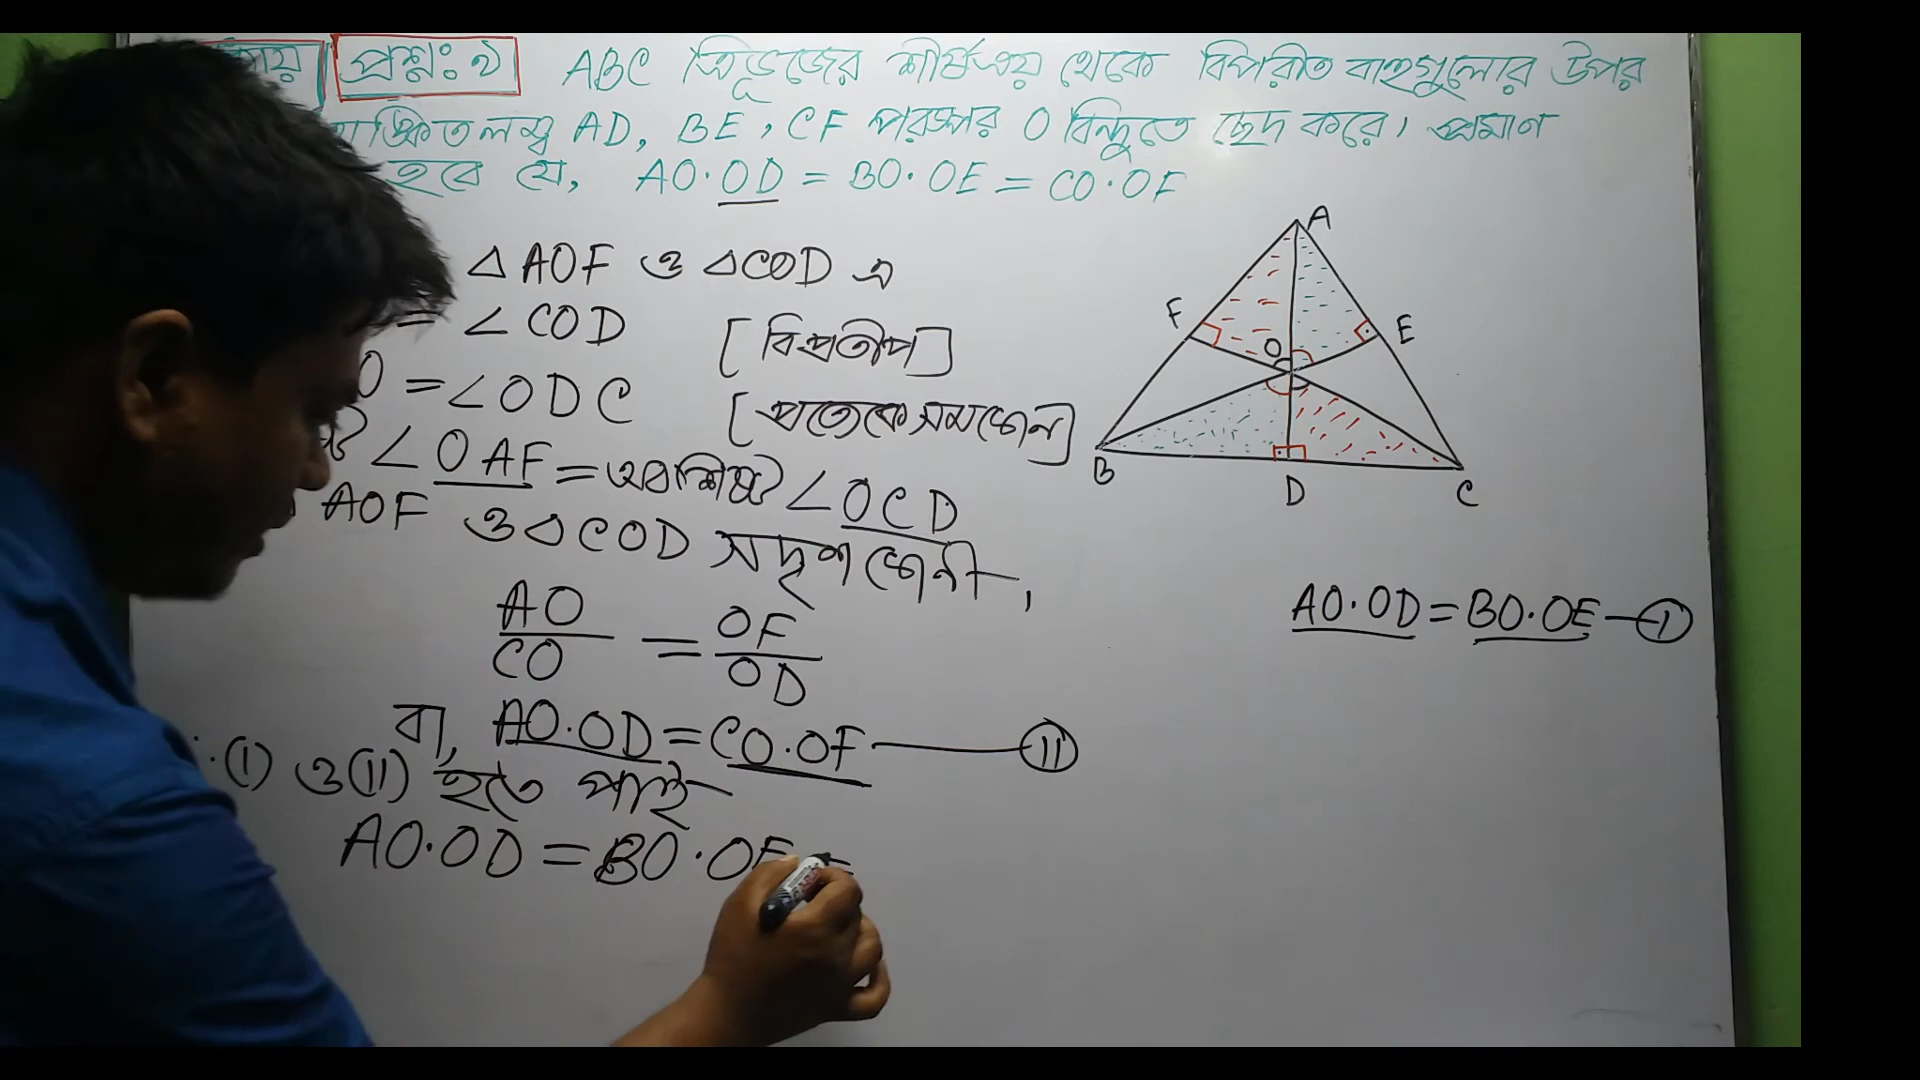 প্রশ্নঃ ২ ABC ত্রিভুজের শীর্ষত্রয় থেকে বিপরীত বাহুগুলোর উপর
লম্ব AD, BE, CF পরস্পর O বিন্দুতে ছেদ করে। প্রমাণ
হবে যে, AO·OD = BO·OE = CO·OF
△AOF ও △COD এ
= ∠COD [বিপ্রতীপ]
= ∠ODC [প্রত্যেকে সমকোণ]
∠OAF = অবশিষ্ট ∠OCD
AOF ও △COD সদৃশকোণী,
AO/CO = OF/OD
বা, AO·OD = CO·OF — II
(I) ও (II) হতে পাই
AO·OD = BO·OE =
A
F
E
O
B
D
C
AO·OD = BO·OE — I